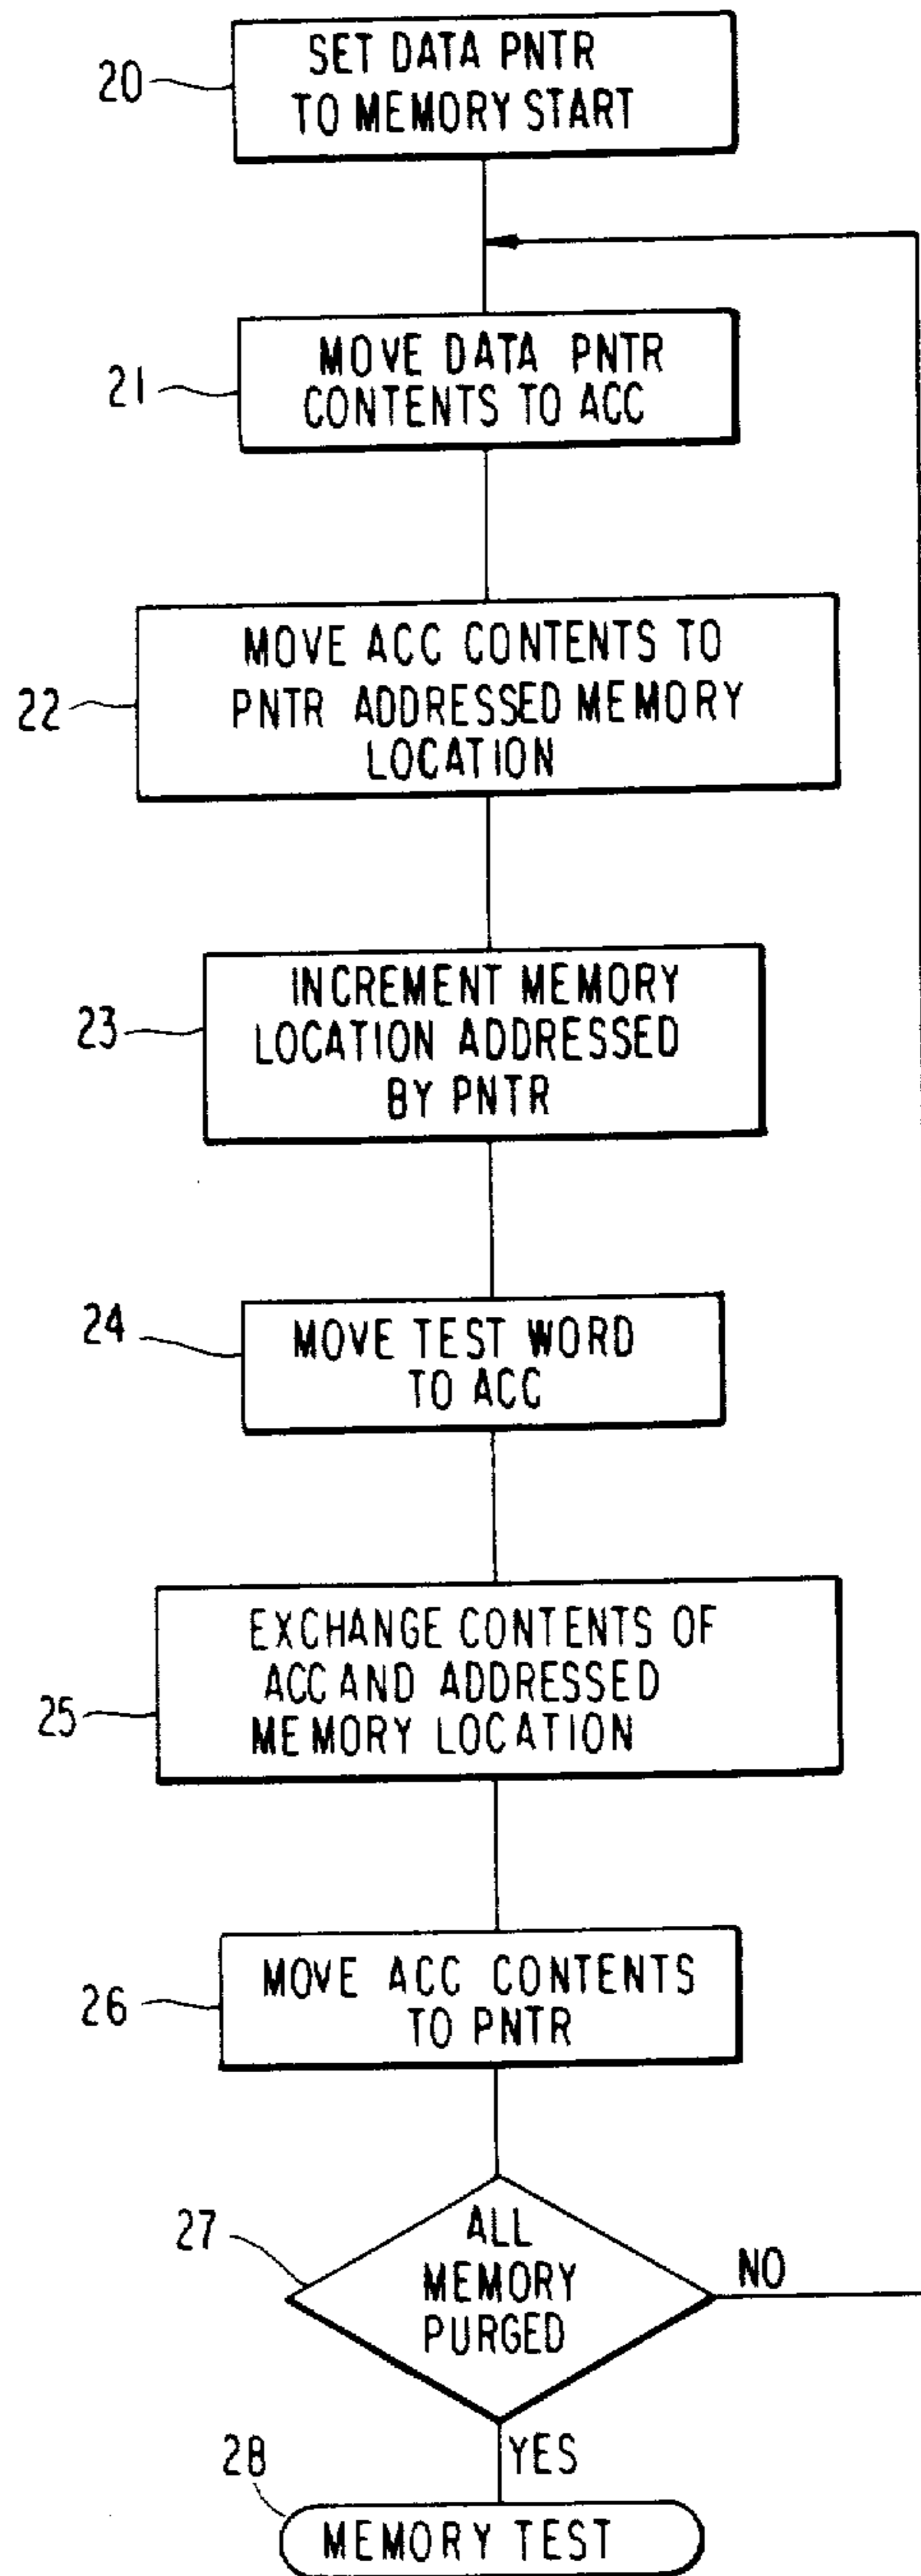 20
SET DATA PNTR
TO MEMORY START
21
MOVE DATA PNTR
CONTENTS TO ACC
22
MOVE ACC CONTENTS TO
PNTR ADDRESSED MEMORY
LOCATION
23
INCREMENT MEMORY
LOCATION ADDRESSED
BY PNTR
24
MOVE TEST WORD
TO ACC
25
EXCHANGE CONTENTS OF
ACC AND ADDRESSED
MEMORY LOCATION
26
MOVE ACC CONTENTS
TO PNTR
27
ALL
MEMORY
PURGED
NO
YES
28
MEMORY TEST